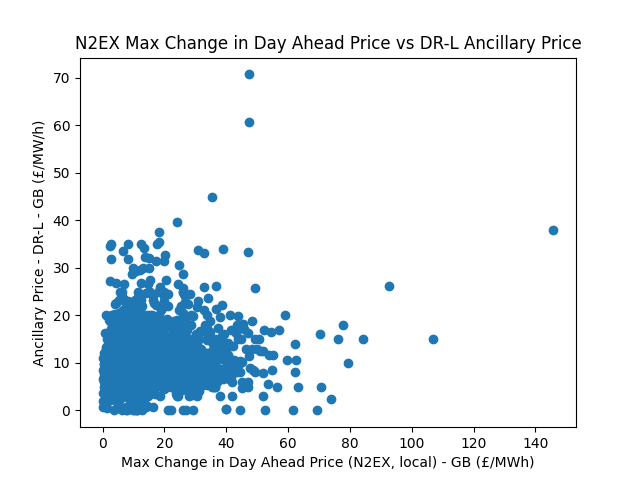 N2EX Max Change in Day Ahead Price vs DR-L Ancillary Price
70
60
50
40
30
20
10
0
Ancillary Price - DR-L - GB (£/MW/h)
0 20 40 60 80 100 120 140
Max Change in Day Ahead Price (N2EX, local) - GB (£/MWh)